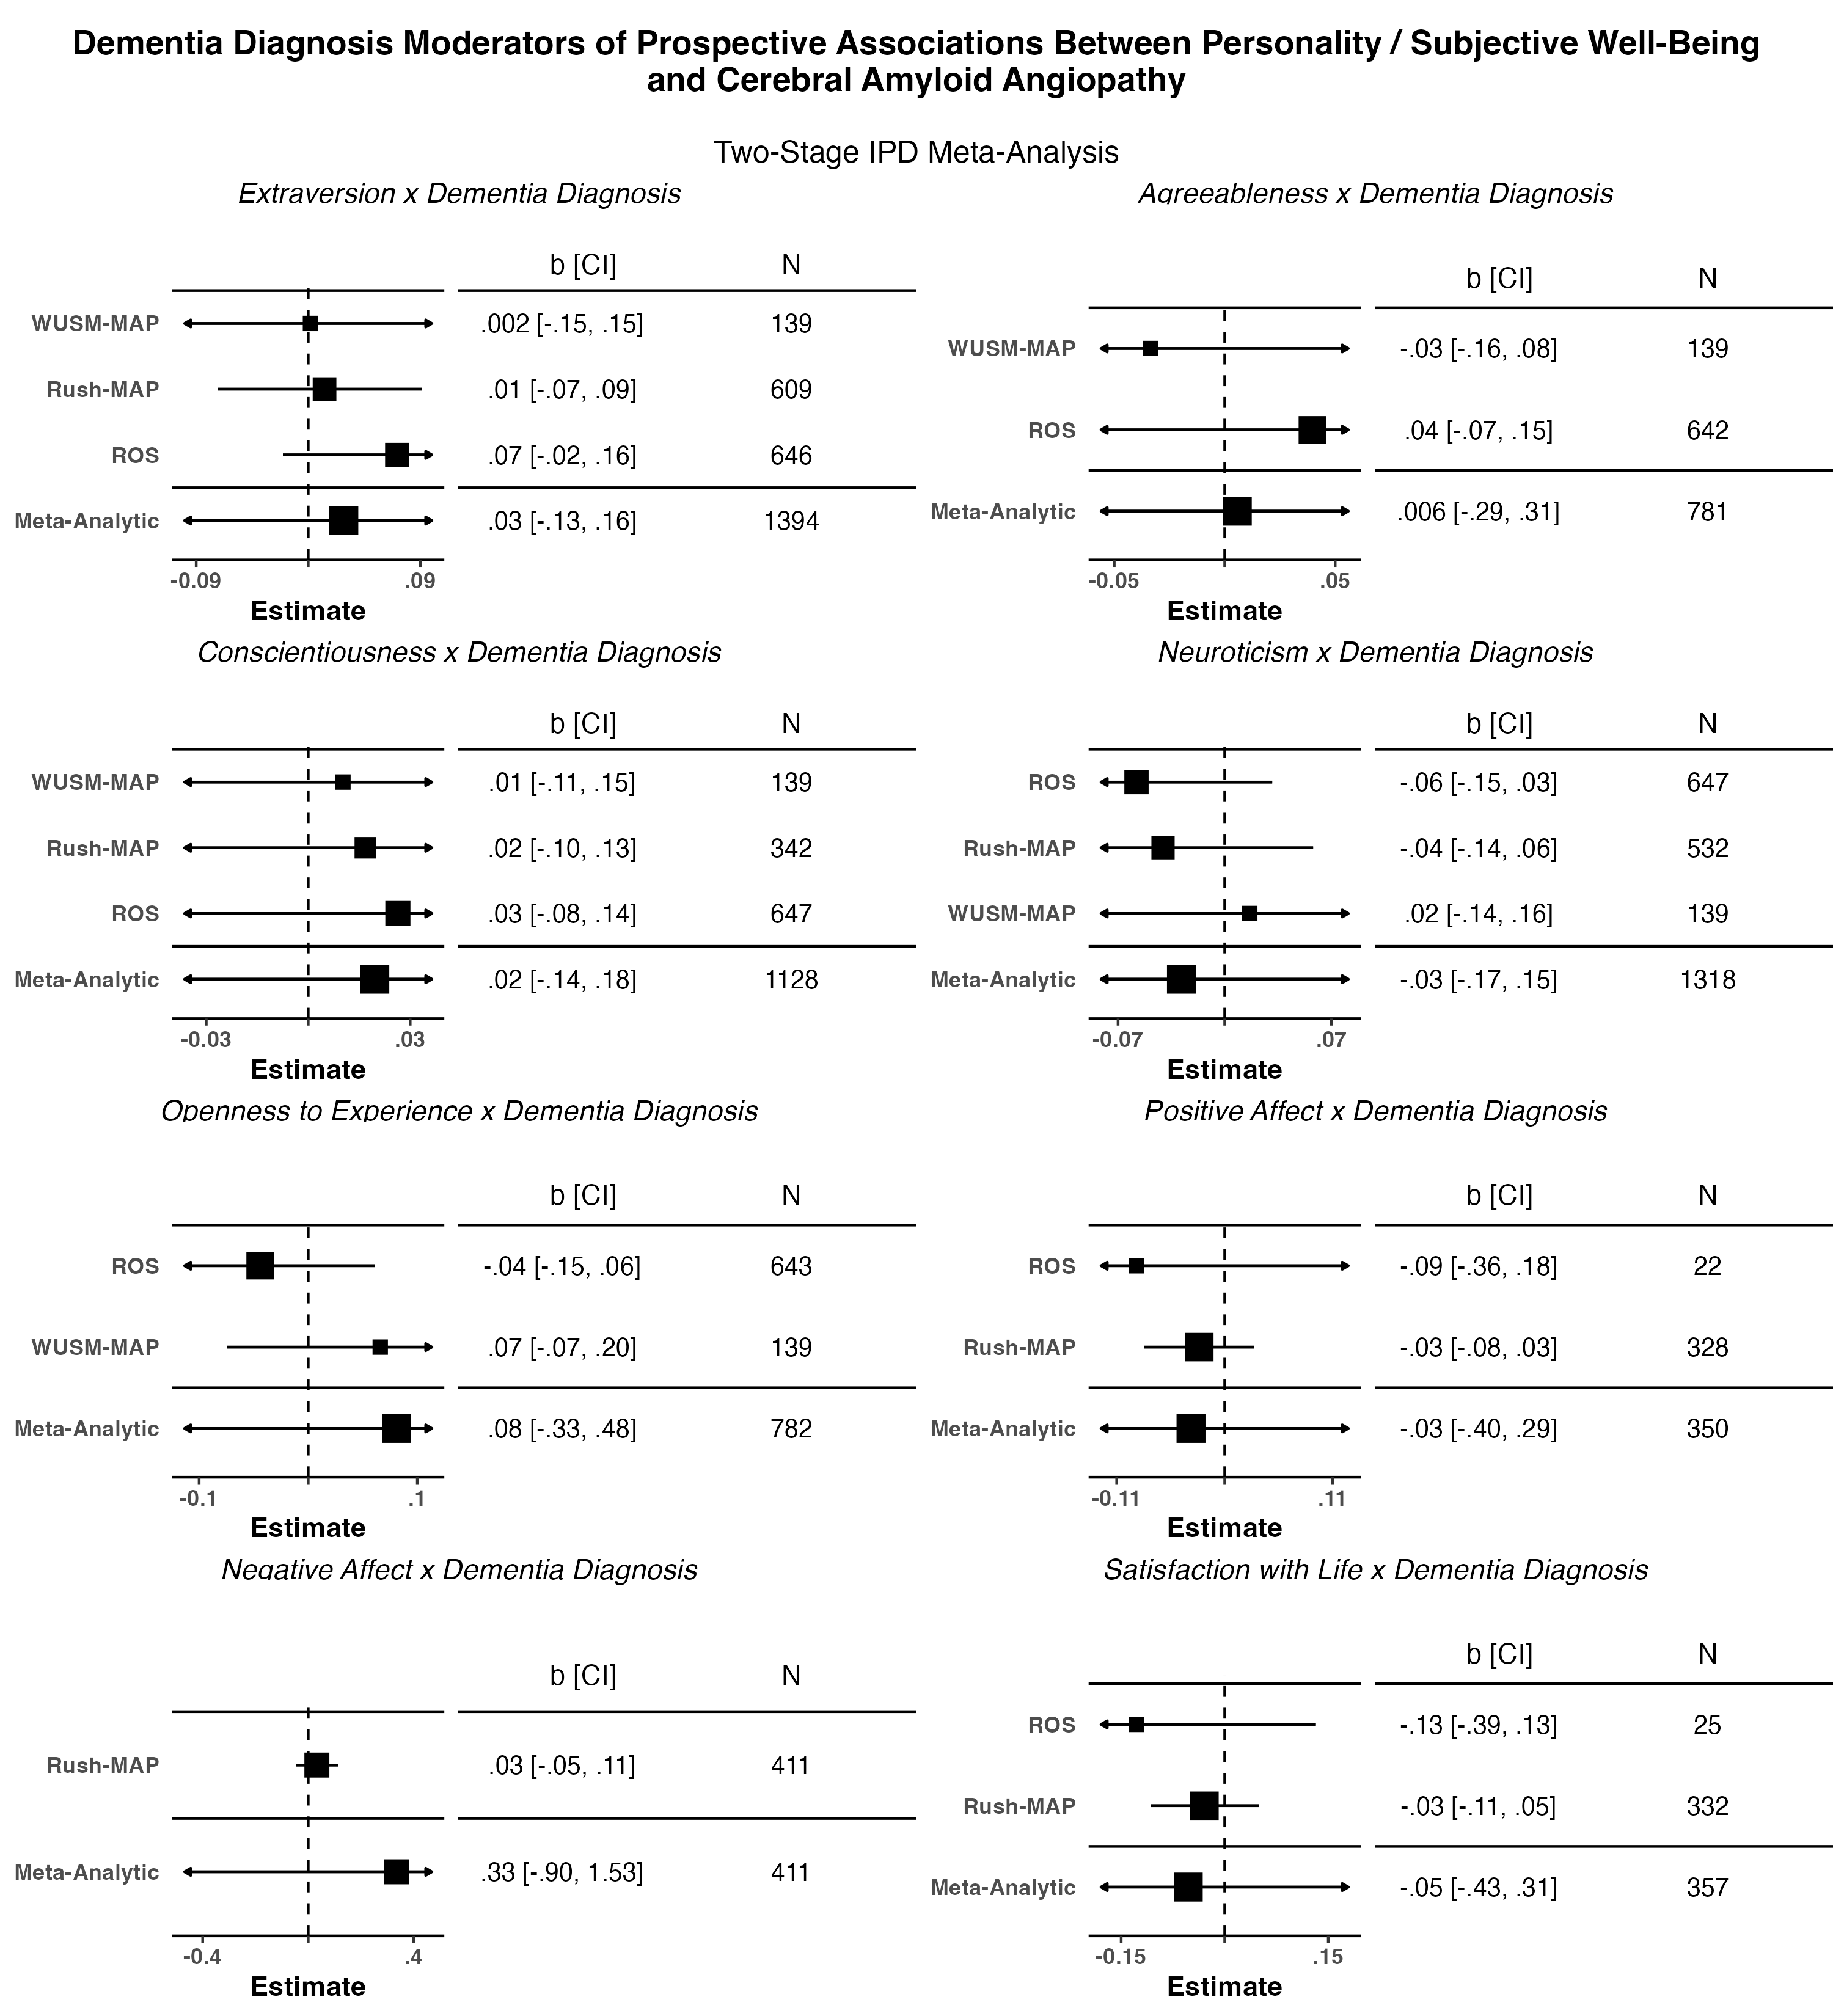 Dementia Diagnosis Moderators of Prospective Associations Between Personality / Subjective Well-Being
and Cerebral Amyloid Angiopathy
Two-Stage IPD Meta-Analysis
Extraversion x Dementia Diagnosis
b [CI] N
WUSM-MAP .002 [-.15, .15] 139
Rush-MAP .01 [-.07, .09] 609
ROS .07 [-.02, .16] 646
Meta-Analytic .03 [-.13, .16] 1394
-0.09 .09
Estimate
Agreeableness x Dementia Diagnosis
b [CI] N
WUSM-MAP -.03 [-.16, .08] 139
ROS .04 [-.07, .15] 642
Meta-Analytic .006 [-.29, .31] 781
-0.05 .05
Estimate
Conscientiousness x Dementia Diagnosis
b [CI] N
WUSM-MAP .01 [-.11, .15] 139
Rush-MAP .02 [-.10, .13] 342
ROS .03 [-.08, .14] 647
Meta-Analytic .02 [-.14, .18] 1128
-0.03 .03
Estimate
Neuroticism x Dementia Diagnosis
b [CI] N
ROS -.06 [-.15, .03] 647
Rush-MAP -.04 [-.14, .06] 532
WUSM-MAP .02 [-.14, .16] 139
Meta-Analytic -.03 [-.17, .15] 1318
-0.07 .07
Estimate
Openness to Experience x Dementia Diagnosis
b [CI] N
ROS -.04 [-.15, .06] 643
WUSM-MAP .07 [-.07, .20] 139
Meta-Analytic .08 [-.33, .48] 782
-0.1 .1
Estimate
Positive Affect x Dementia Diagnosis
b [CI] N
ROS -.09 [-.36, .18] 22
Rush-MAP -.03 [-.08, .03] 328
Meta-Analytic -.03 [-.40, .29] 350
-0.11 .11
Estimate
Negative Affect x Dementia Diagnosis
b [CI] N
Rush-MAP .03 [-.05, .11] 411
Meta-Analytic .33 [-.90, 1.53] 411
-0.4 .4
Estimate
Satisfaction with Life x Dementia Diagnosis
b [CI] N
ROS -.13 [-.39, .13] 25
Rush-MAP -.03 [-.11, .05] 332
Meta-Analytic -.05 [-.43, .31] 357
-0.15 .15
Estimate